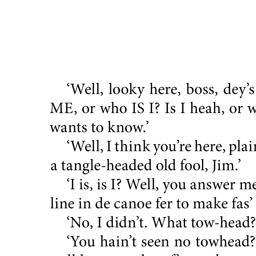 ‘Well, looky here, boss, dey’s
ME, or who IS I? Is I heah, or
wants to know.’
‘Well, I think you’re here,
a tangle-headed old fool, Jim.’
‘I is, is I? Well, you answer me
line in de canoe fer to make fas’
‘No, I didn’t. What tow-head?
‘You hain’t seen no towhead?